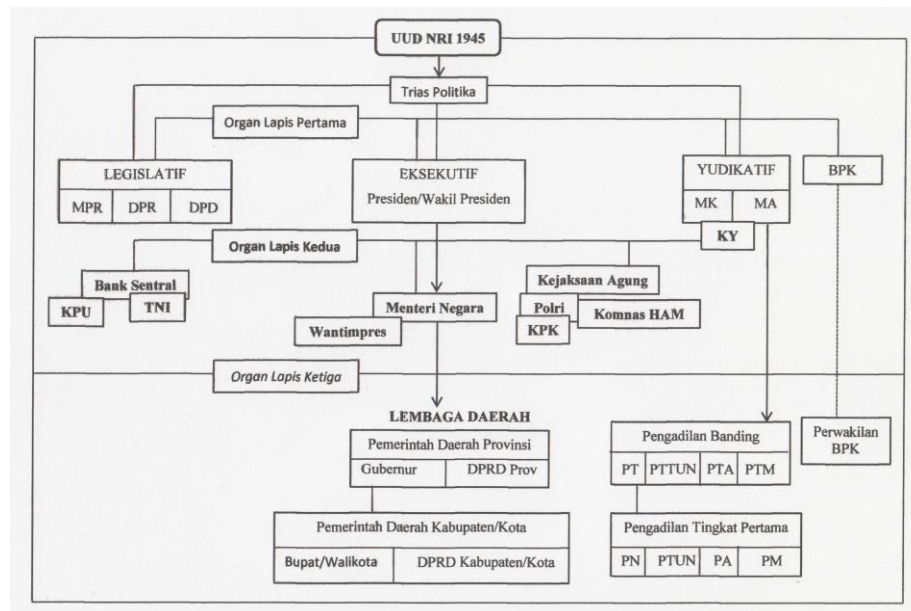 UUD NRI 1945
Trias Politika
Organ Lapis Pertama
LEGISLATIF
MPR DPR DPD
EKSEKUTIF
Presiden/Wakil Presiden
YUDIKATIF
MK MA
BPK
KY
Organ Lapis Kedua
Bank Sentral
KPU
TNI
Menteri Negara
Wantimpres
Kejaksaan Agung
Polri
KPK
Komnas HAM
Organ Lapis Ketiga
LEMBAGA DAERAH
Pemerintah Daerah Provinsi
Gubernur DPRD Prov
Pemerintah Daerah Kabupaten/Kota
Bupat/Walikota DPRD Kabupaten/Kota
Pengadilan Banding
PT PTTUN PTA PTM
Pengadilan Tingkat Pertama
PN PTUN PA PM
Perwakilan
BPK